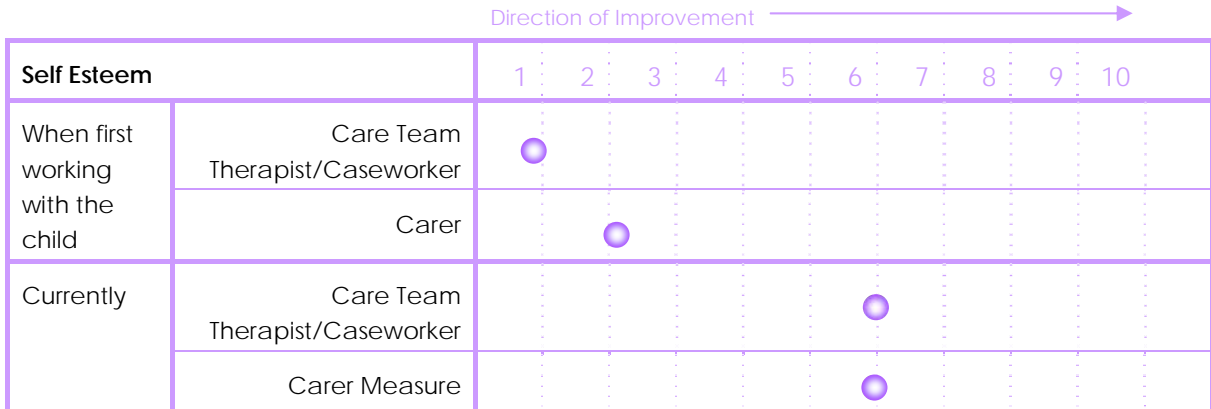 Direction of Improvement
Self Esteem 1 2 3 4 5 6 7 8 9 10
When first
working
with the
child
Care Team
Therapist/Caseworker
Carer
Currently
Care Team
Therapist/Caseworker
Carer Measure